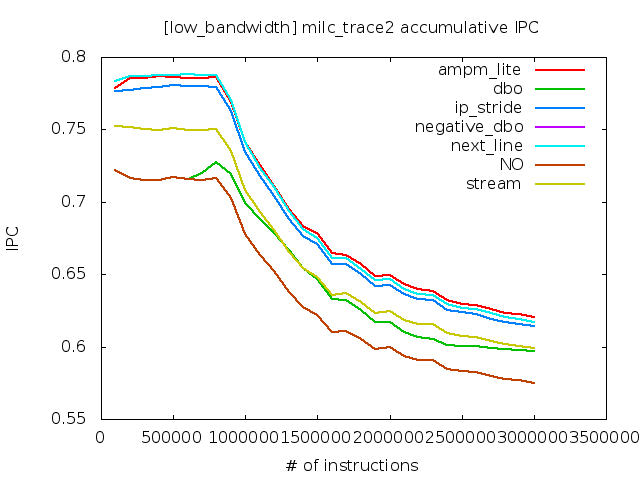 [low_bandwidth] milc_trace2 accumulative IPC
0.8
0.75
0.7
0.65
0.6
0.55
IPC
ampm_lite
dbo
ip_stride
negative_dbo
next_line
NO
stream
0 500000 1000000 1500000 2000000 2500000 3000000 3500000
# of instructions